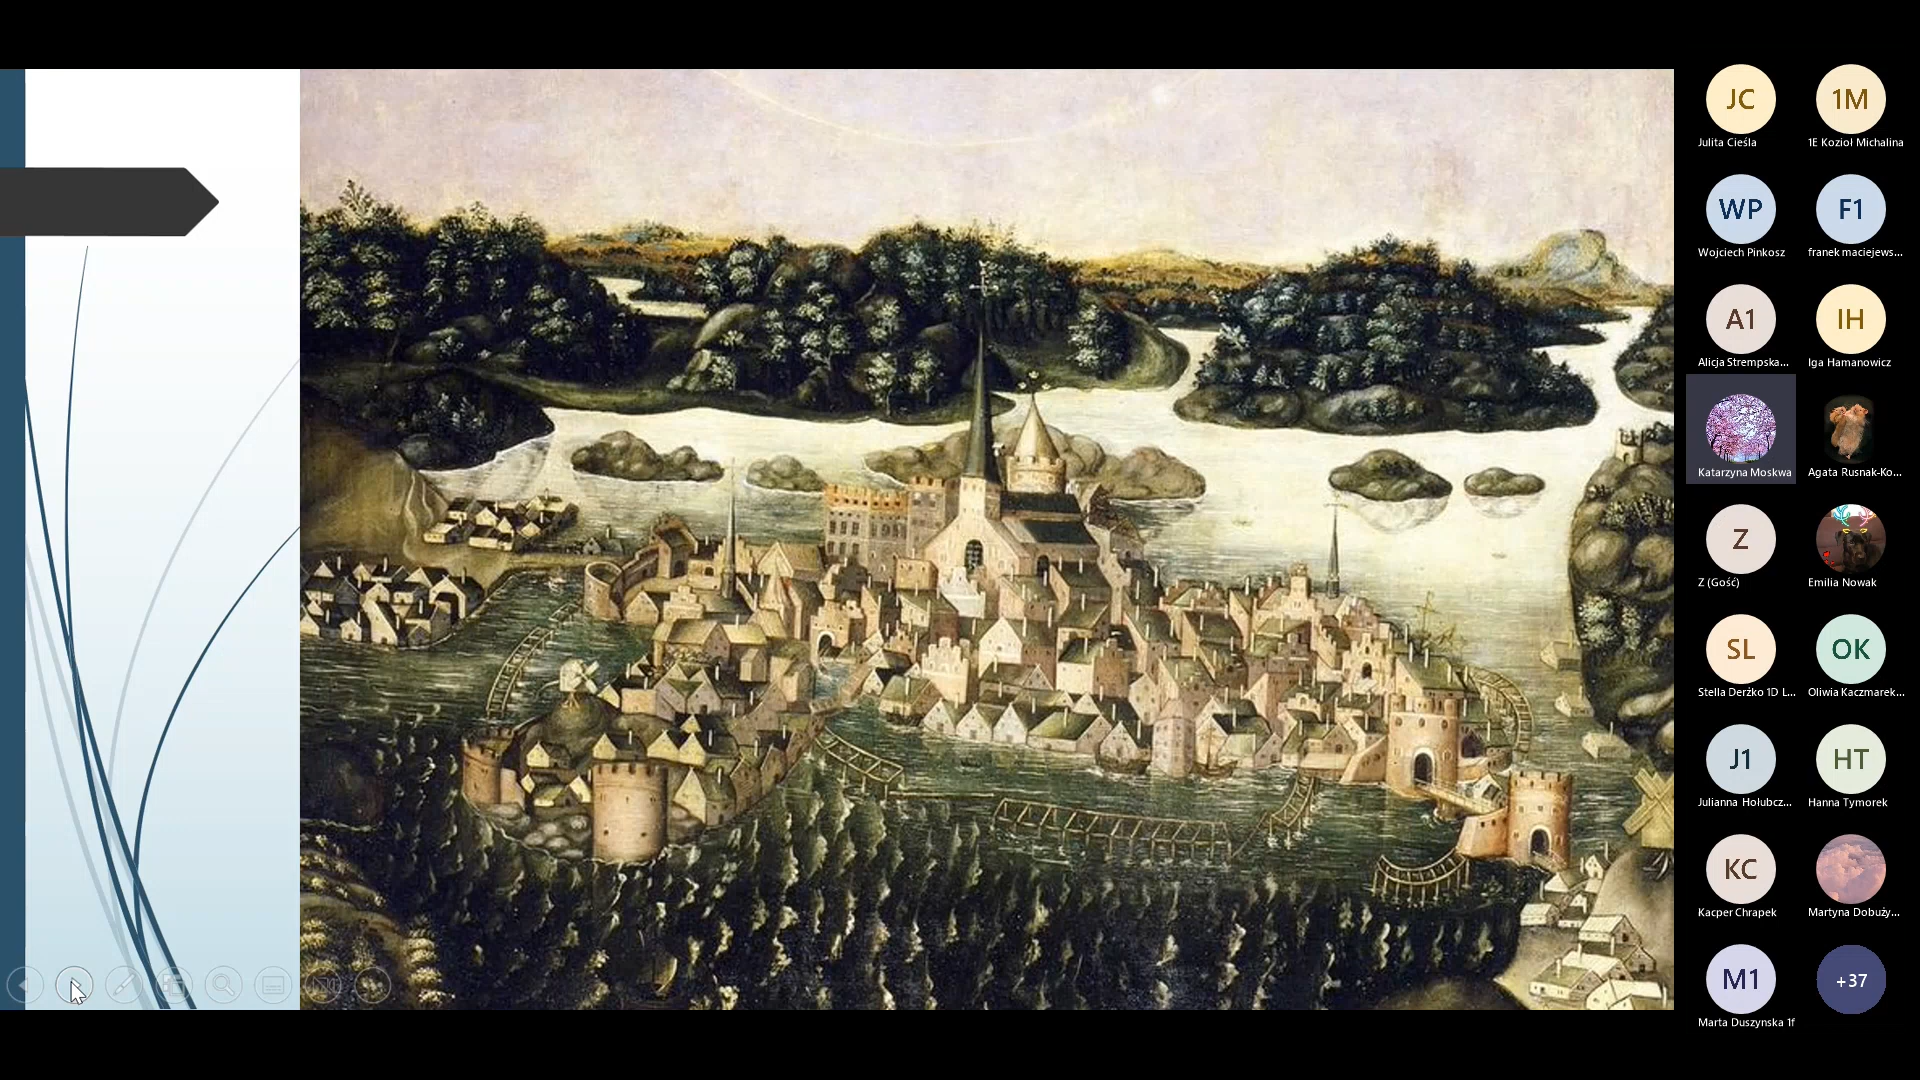 JC
1M
Julita Cieśla
1E Kozioł Michalina
WP
F1
Wojciech Pinkosz
franek maciejews...
A1
IH
Alicja Strempska...
Iga Hamanowicz
Katarzyna Moskwa
Agata Rusnak-Ko...
Z
Z (Gość)
Emilia Nowak
SL
OK
Stella Derżko 1D L...
Oliwia Kaczmarek...
J1
HT
Julianna Hołubcz...
Hanna Tymorek
KC
Kacper Chrapek
Martyna Dobuży...
M1
+37
Marta Duszynska 1f